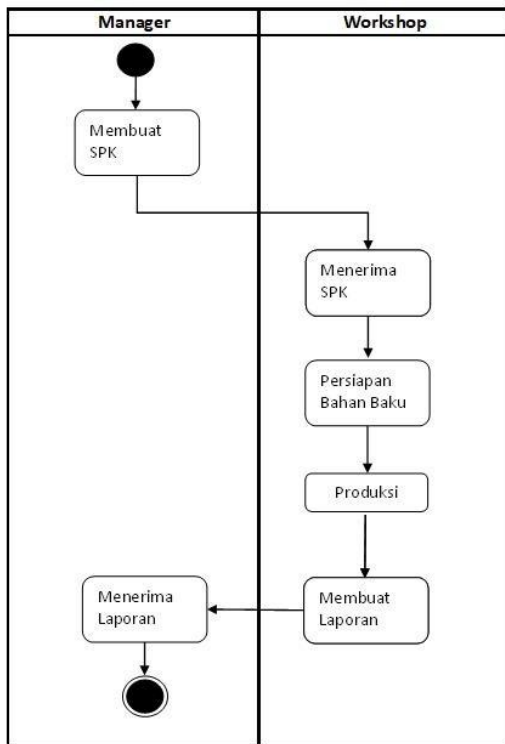 Manager
Workshop
Membuat
SPK
Menerima
SPK
Persiapan
Bahan Baku
Produksi
Membuat
Laporan
Menerima
Laporan